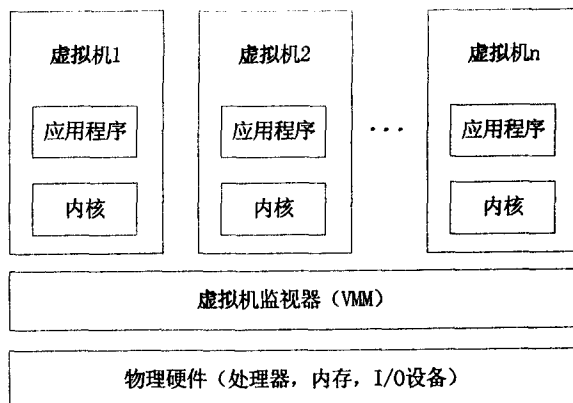 虚拟机1 虚拟机2 虚拟机n
应用程序 应用程序 ··· 应用程序
内核 内核 内核
虚拟机监视器（VMM）
物理硬件（处理器，内存，I/O设备）